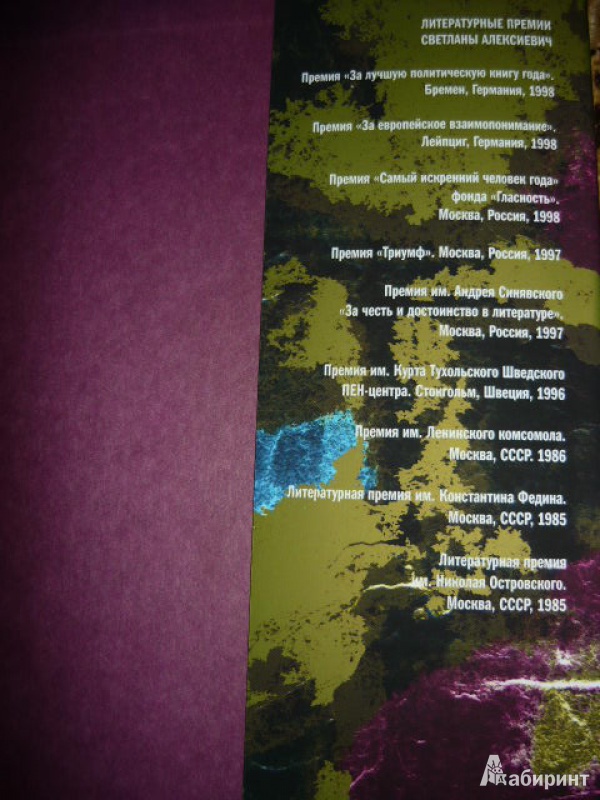 ЛИТЕРАТУРНЫЕ ПРЕМИИ
СВЕТЛАНЫ АЛЕКСИЕВИЧ
Премия «За лучшую политическую книгу года».
Бремен, Германия, 1998
Премия «За европейское взаимопонимание».
Лейпциг, Германия, 1998
Премия «Самый искренний человек года»
фонда «Гласность».
Москва, Россия, 1998
Премия «Триумф». Москва, Россия, 1997
Премия им. Андрея Синявского
«За честь и достоинство в литературе».
Москва, Россия, 1997
Премия им. Курта Тухольского Шведского
ПЕН-центра. Стокгольм, Швеция, 1996
Премия им. Ленинского комсомола.
Москва, СССР. 1986
Литературная премия им. Константина Федина.
Москва, СССР, 1985
Литературная премия
им. Николая Островского.
Москва, СССР, 1985
Лабиринт